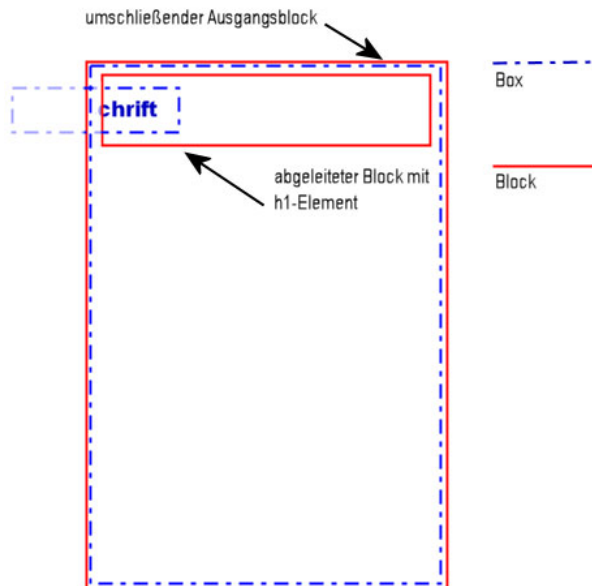 umschließender Ausgangsblock
Box
chrift
abgeleiteter Block mit
h1-Element
Block